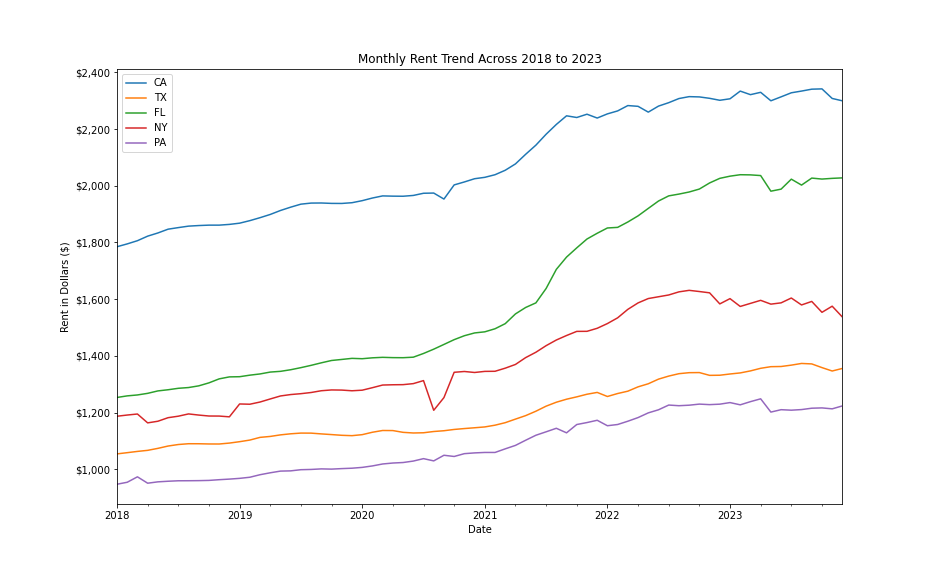 Monthly Rent Trend Across 2018 to 2023
$2,400
$2,200
$2,000
$1,800
$1,600
$1,400
$1,200
$1,000
Rent in Dollars ($)
CA
TX
FL
NY
PA
2018 2019 2020 2021 2022 2023
Date